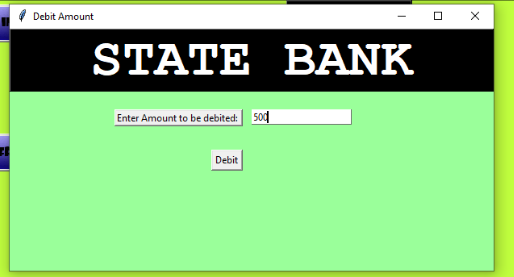 Debit Amount
STATE BANK
Enter Amount to be debited:
500
Debit